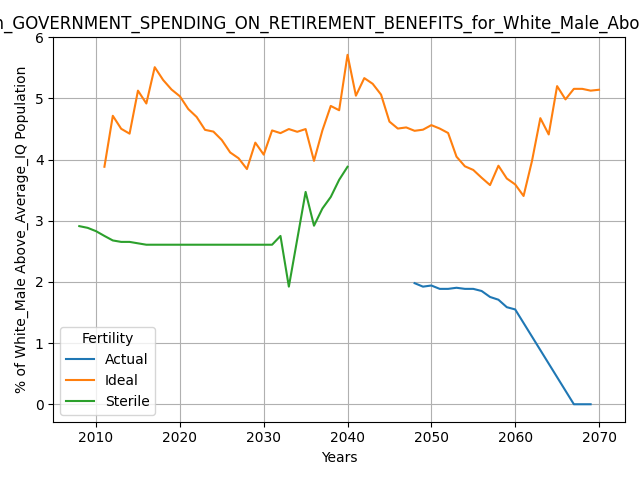 n_GOVERNMENT_SPENDING_ON_RETIREMENT_BENEFITS_for_White_Male_Abo
% of White_Male Above_Average_IQ Population
6
5
4
3
2
1
0
Fertility
Actual
Ideal
Sterile
2010 2020 2030 2040 2050 2060 2070
Years